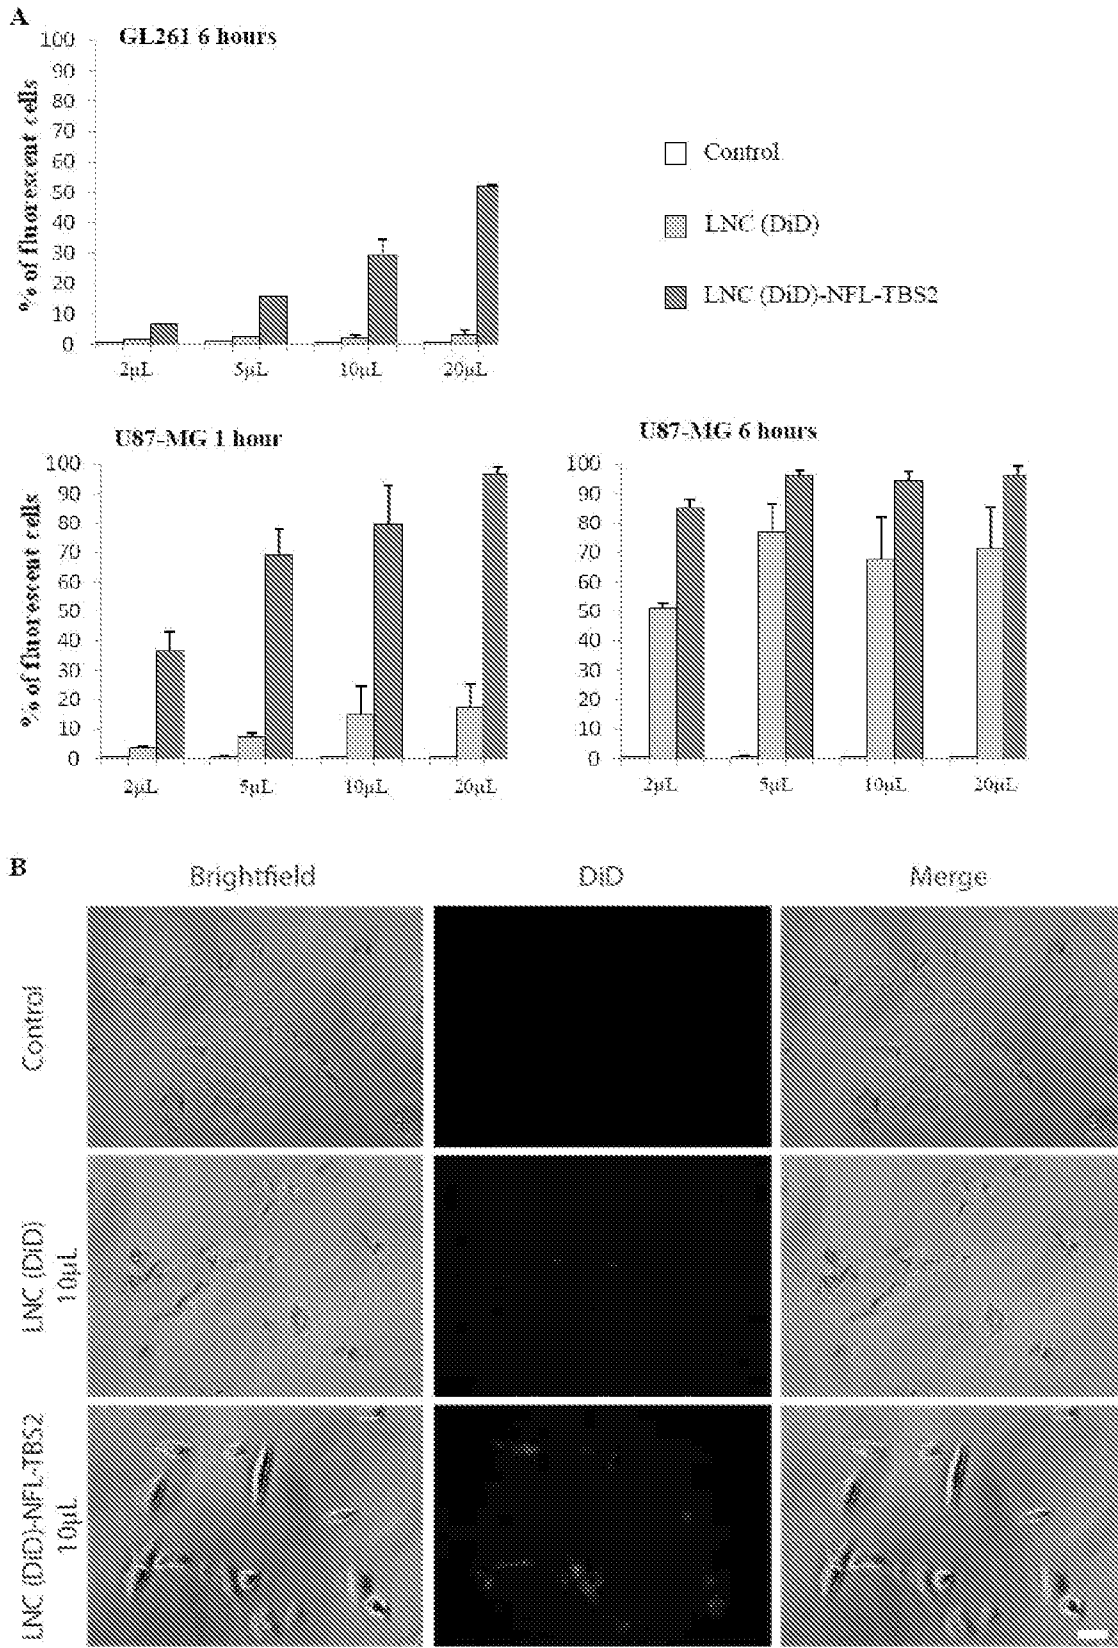 A
GL261 6 hours
% of fluorescent cells
100
90
80
70
60
50
40
30
20
10
0
2µL 5µL 10µL 20µL
Control
LNC (DiD)
LNC (DiD)-NFL-TBS2
U87-MG 1 hour
% of fluorescent cells
100
90
80
70
60
50
40
30
20
10
0
2µL 5µL 10µL 20µL
U87-MG 6 hours
100
90
80
70
60
50
40
30
20
10
0
2µL 5µL 10µL 20µL
B
Brightfield DiD Merge
Control
LNC (DiD)
10µL
LNC (DiD)-NFL-TBS2
10µL